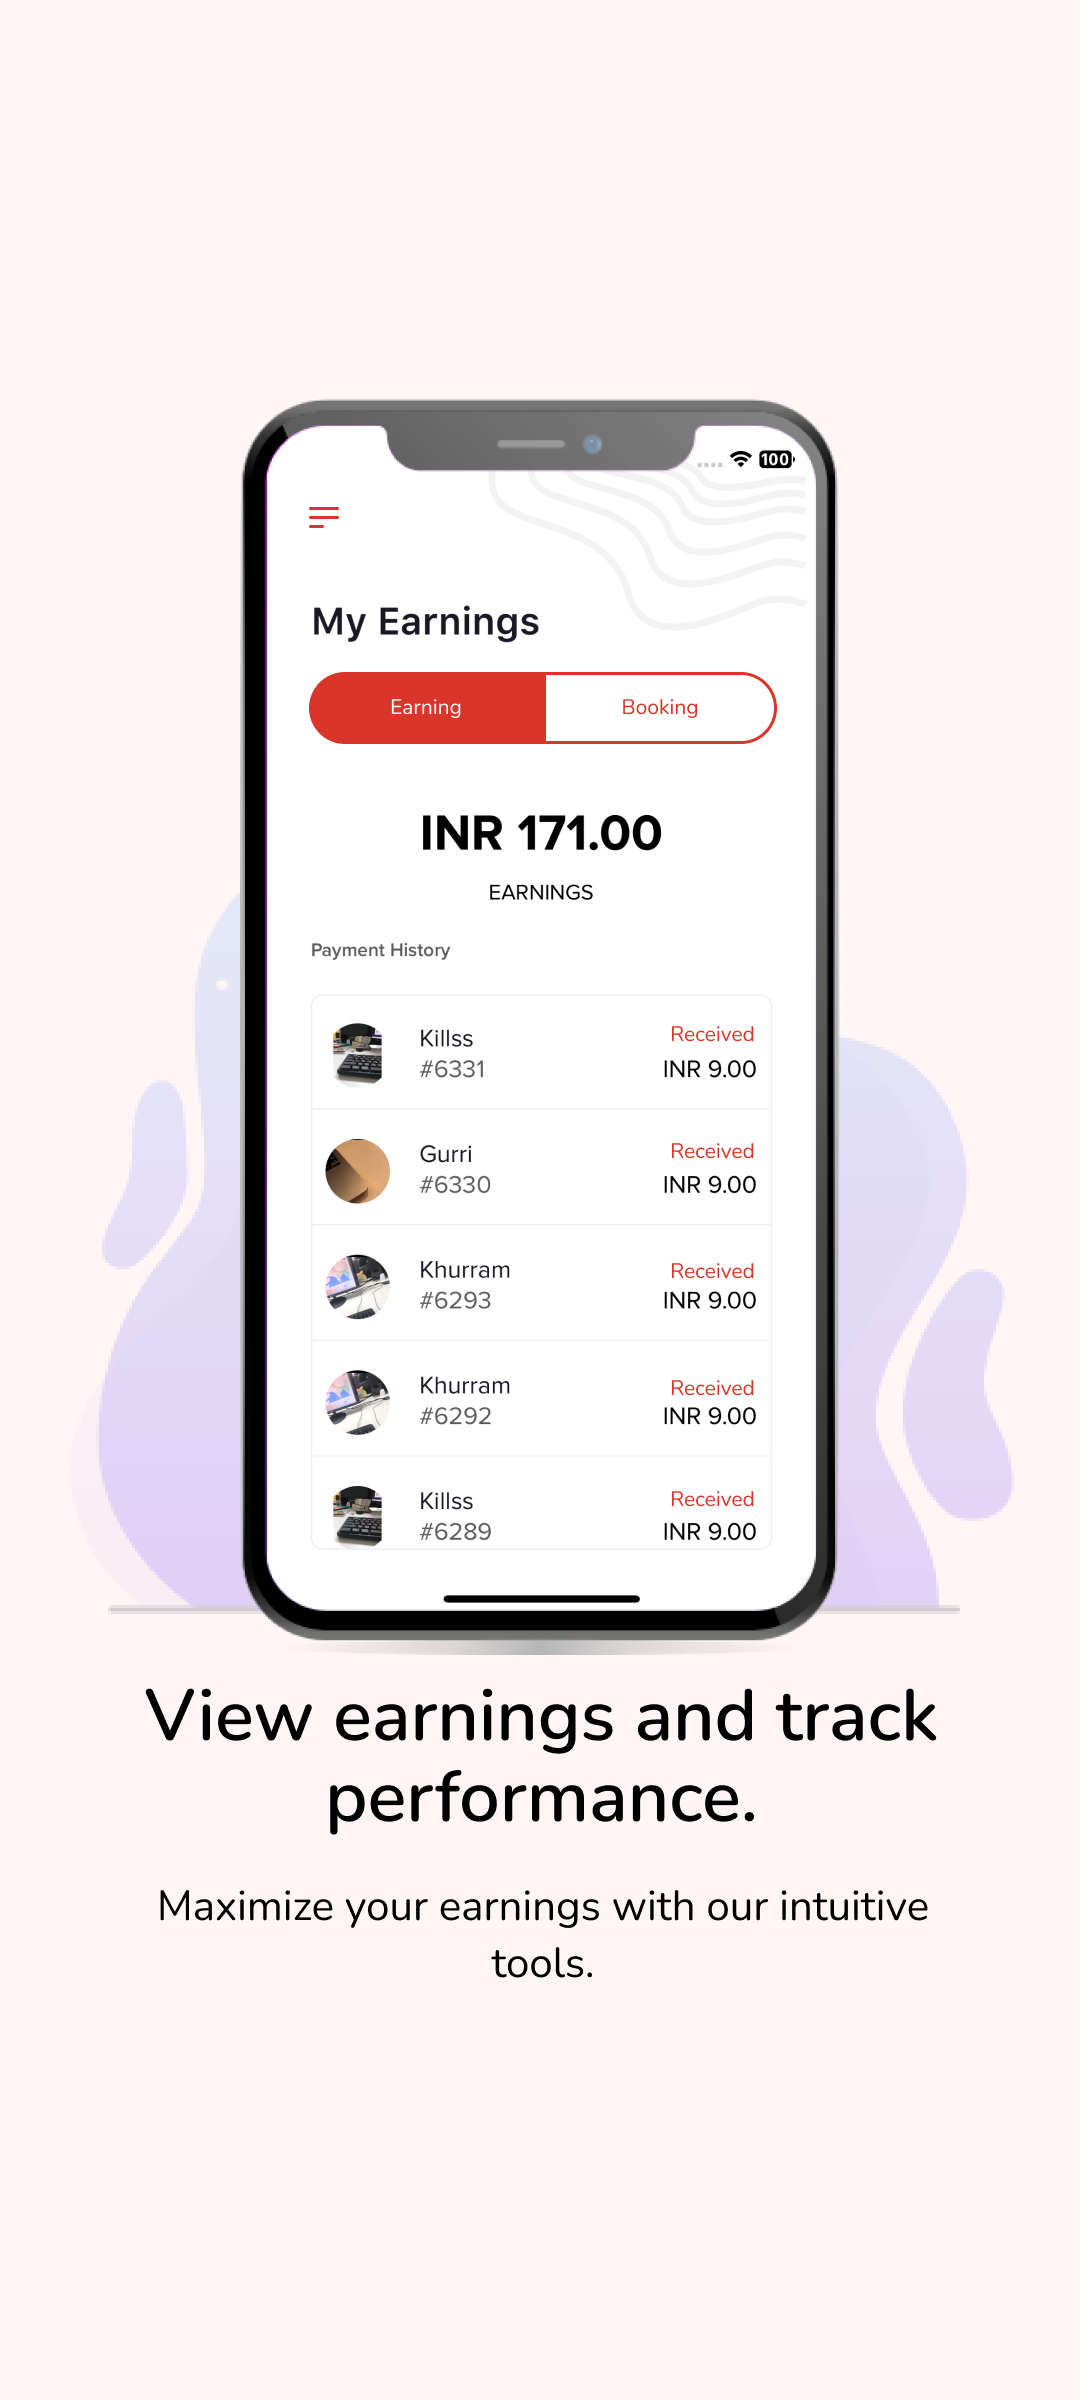 100
My Earnings
Earning
Booking
INR 171.00
EARNINGS
Payment History
Killss
Received
#6331
INR 9.00
Gurri
Received
#6330
INR 9.00
Khurram
Received
#6293
INR 9.00
Khurram
Received
#6292
INR 9.00
Killss
Received
#6289
INR 9.00
View earnings and track
performance.
Maximize your earnings with our intuitive
tools.